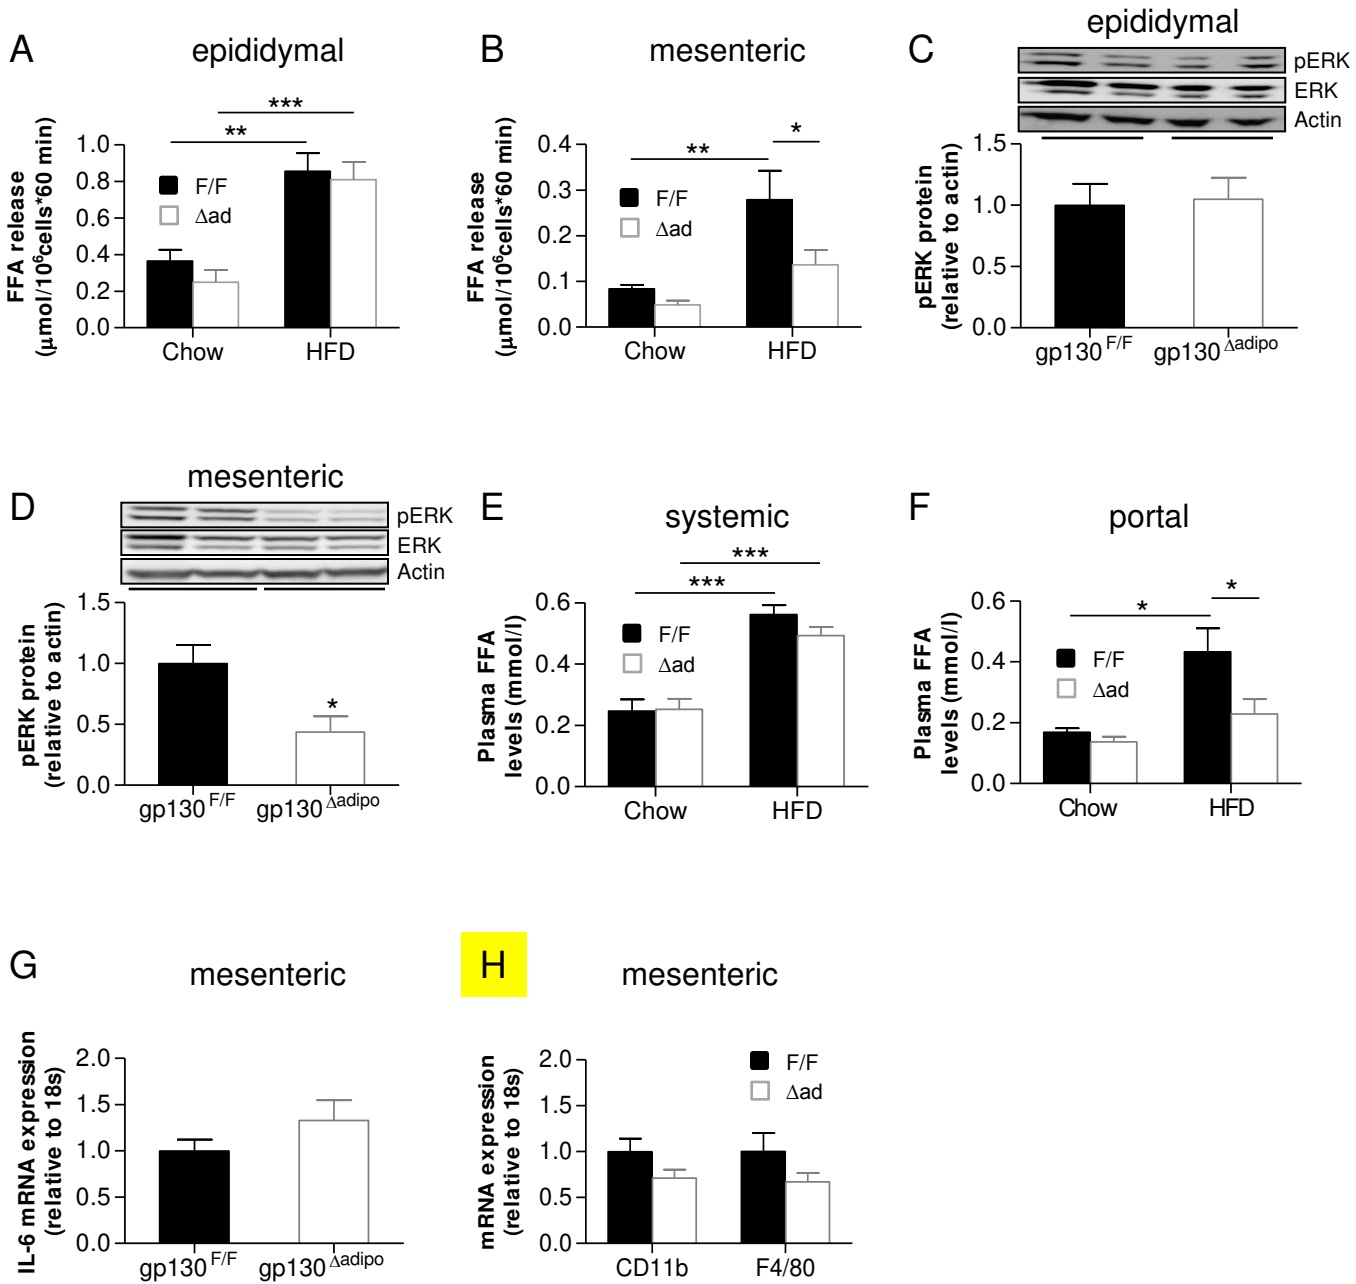 A
epididymal
***
**
FFA release
(μmol/10⁶cells*60 min)
1.0
0.8
0.6
0.4
0.2
0.0
F/F
Δad
Chow
HFD
B
mesenteric
**
*
FFA release
(μmol/10⁶cells*60 min)
0.4
0.3
0.2
0.1
0.0
F/F
Δad
Chow
HFD
C
epididymal
pERK
ERK
Actin
pERK protein
(relative to actin)
1.5
1.0
0.5
0.0
gp130 F/F
gp130 Δadipo
D
mesenteric
pERK
ERK
Actin
pERK protein
(relative to actin)
1.5
1.0
0.5
0.0
*
gp130 F/F
gp130 Δadipo
E
systemic
***
***
Plasma FFA
levels (mmol/l)
0.6
0.4
0.2
0.0
F/F
Δad
Chow
HFD
F
portal
*
*
Plasma FFA
levels (mmol/l)
0.6
0.4
0.2
0.0
F/F
Δad
Chow
HFD
G
mesenteric
IL-6 mRNA expression
(relative to 18s)
2.0
1.5
1.0
0.5
0.0
gp130 F/F
gp130 Δadipo
H
mesenteric
mRNA expression
(relative to 18s)
2.0
1.5
1.0
0.5
0.0
F/F
Δad
CD11b
F4/80